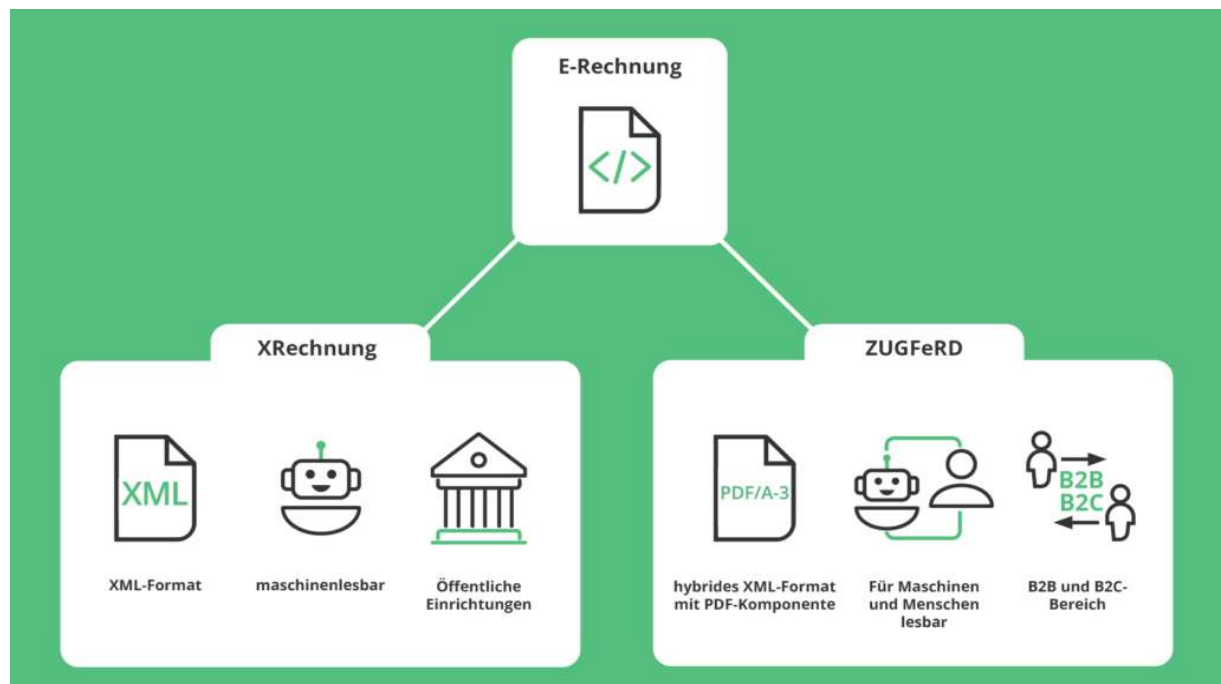 E-Rechnung
</>
XRechnung
XML
XML-Format
maschinenlesbar
Öffentliche
Einrichtungen
ZUGFeRD
PDF/A-3
hybrides XML-Format
mit PDF-Komponente
Für Maschinen
und Menschen
lesbar
B2B
B2C
B2B und B2C-
Bereich